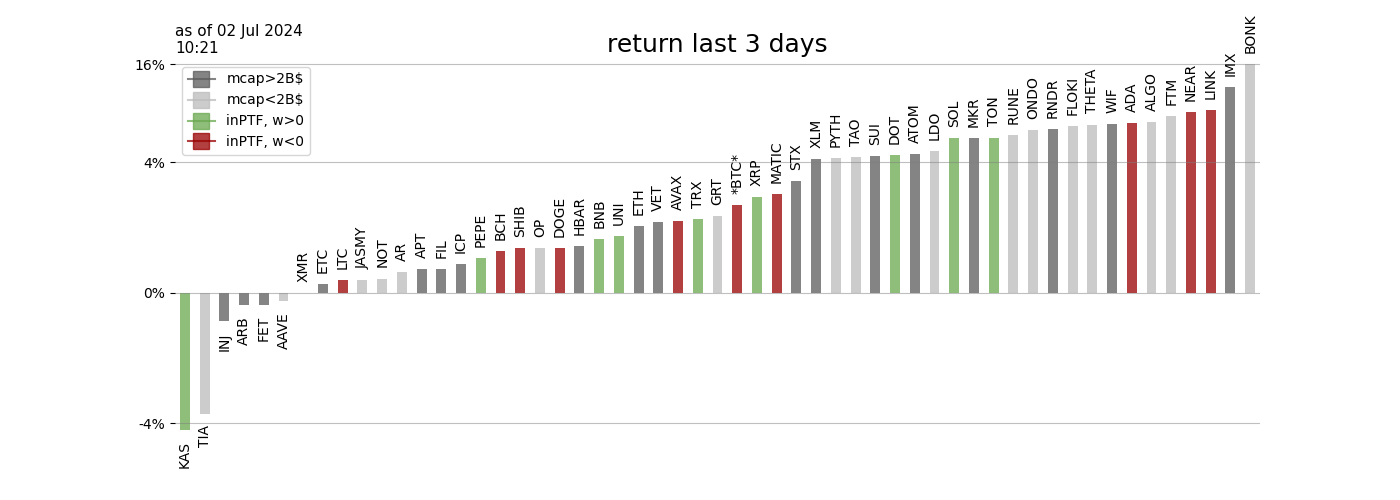 as of 02 Jul 2024
10:21
return last 3 days
16%
4%
0%
-4%
mcap>2B$
mcap<2B$
inPTF, w>0
inPTF, w<0
KAS
TIA
INJ
ARB
FET
AAVE
XMR
ETC
LTC
JASMY
NOT
AR
APT
FIL
ICP
PEPE
BCH
SHIB
OP
DOGE
HBAR
BNB
UNI
ETH
VET
AVAX
TRX
GRT
*BTC*
XRP
MATIC
STX
XLM
PYTH
TAO
SUI
DOT
ATOM
LDO
SOL
MKR
TON
RUNE
ONDO
RNDR
FLOKI
THETA
WIF
ADA
ALGO
FTM
NEAR
LINK
IMX
BONK